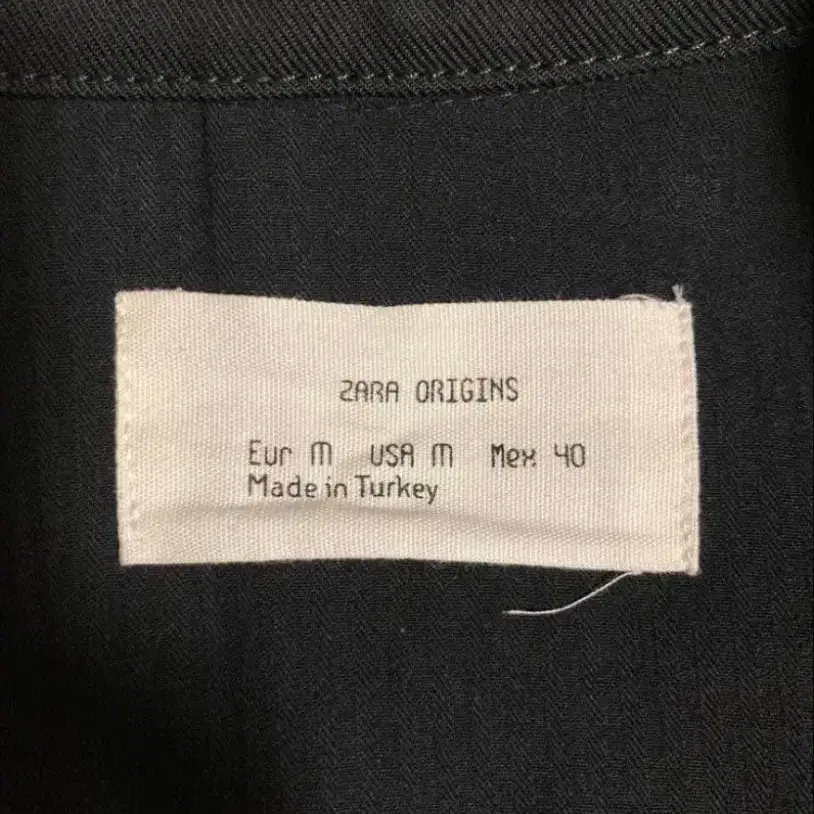 ZARA ORIGINS
Eur M USA M Mex 40
Made in Turkey